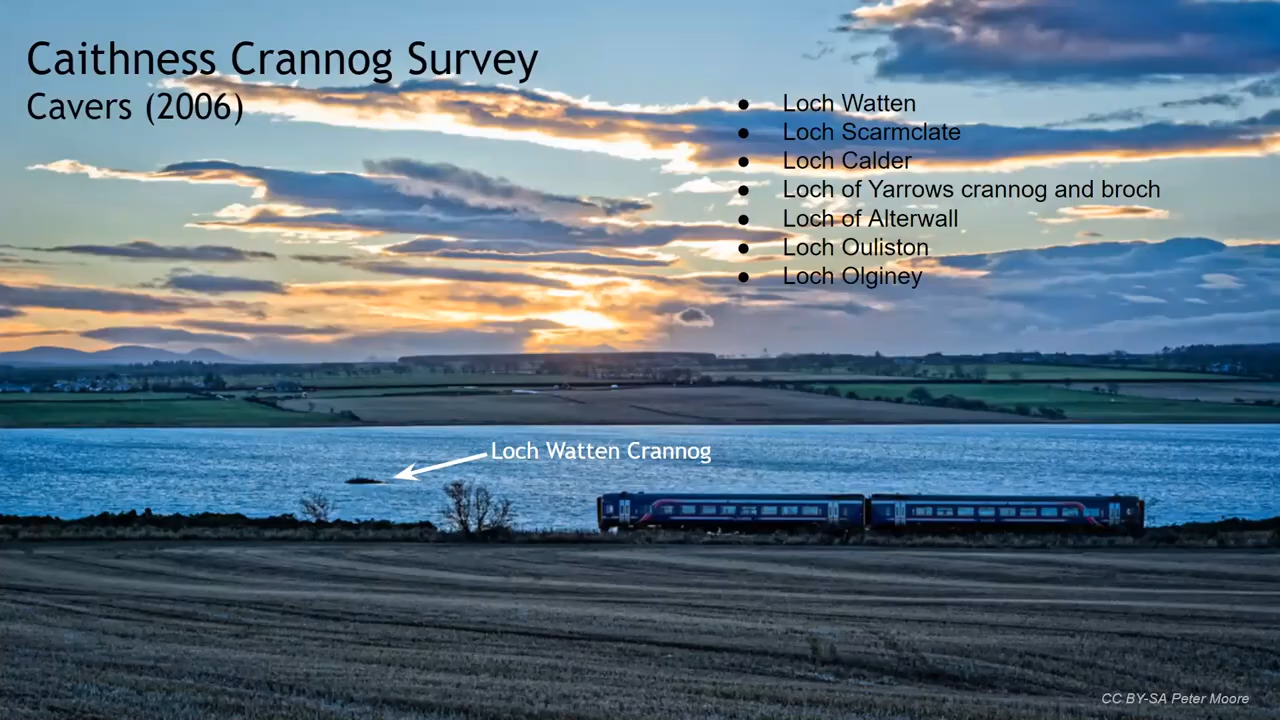 Caithness Crannog Survey
Cavers (2006)
● Loch Watten
● Loch Scarmclate
● Loch Calder
● Loch of Yarrows crannog and broch
● Loch of Alterwall
● Loch Ouliston
● Loch Olginey
Loch Watten Crannog
CC BY-SA Peter Moore